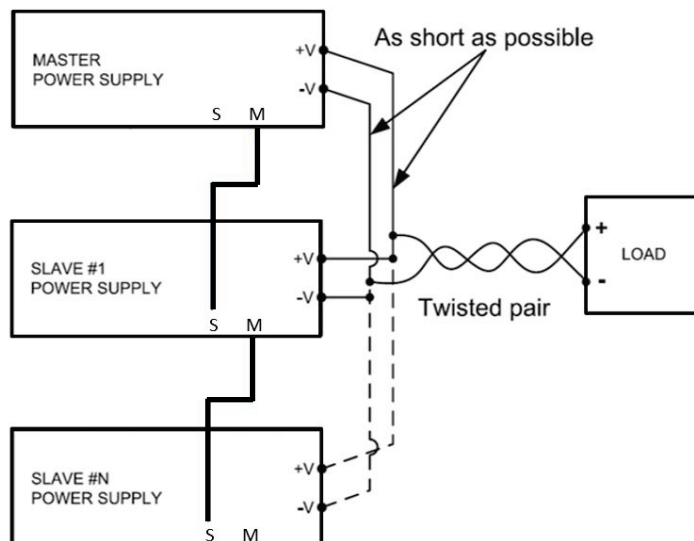 As short as possible
MASTER
POWER SUPPLY
+V
-V
S M
SLAVE #1
POWER SUPPLY
+V
-V
S M
+
-
LOAD
Twisted pair
SLAVE #N
POWER SUPPLY
+V
-V
S M